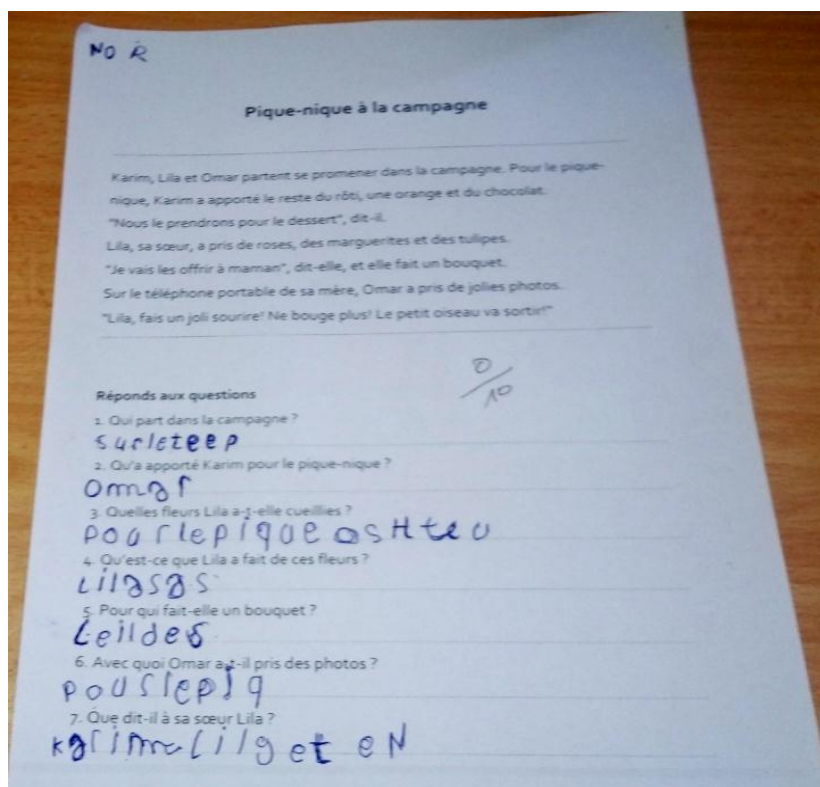 NO R
Pique-nique à la campagne
Karim, Lila et Omar partent se promener dans la campagne. Pour le pique-
nique, Karim a apporté le reste du rôti, une orange et du chocolat.
"Nous le prendrons pour le dessert", dit-il.
Lila, sa sœur, a pris de roses, des marguerites et des tulipes.
"Je vais les offrir à maman", dit-elle, et elle fait un bouquet.
Sur le téléphone portable de sa mère, Omar a pris de jolies photos.
"Lila, fais un joli sourire! Ne bouge plus! Le petit oiseau va sortir!"
0/10
Réponds aux questions
1. Qui part dans la campagne ?
surleteep
2. Qu'a apporté Karim pour le pique-nique ?
omar
3. Quelles fleurs Lila a-t-elle cueillies ?
pourlepique
4. Qu'est-ce que Lila a fait de ces fleurs ?
Lilasas
5. Pour qui fait-elle un bouquet ?
6. Avec quoi Omar a-t-il pris des photos ?
pourlepiq
7. Que dit-il à sa sœur Lila ?
karim lila et eN